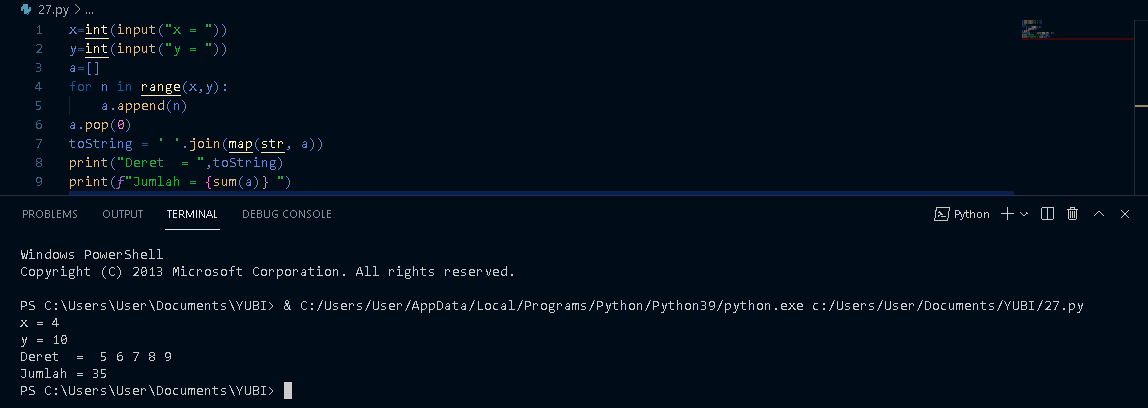 27.py > ...
1 x=int(input("x = "))
2 y=int(input("y = "))
3 a=[]
4 for n in range(x,y):
5     a.append(n)
6 a.pop(0)
7 toString = ' '.join(map(str, a))
8 print("Deret  = ",toString)
9 print(f"Jumlah = {sum(a)} ")
PROBLEMS OUTPUT TERMINAL DEBUG CONSOLE Python
Windows PowerShell
Copyright (C) 2013 Microsoft Corporation. All rights reserved.
PS C:\Users\User\Documents\YUBI> & C:/Users/User/AppData/Local/Programs/Python/Python39/python.exe c:/Users/User/Documents/YUBI/27.py
x = 4
y = 10
Deret  =  5 6 7 8 9
Jumlah = 35
PS C:\Users\User\Documents\YUBI>